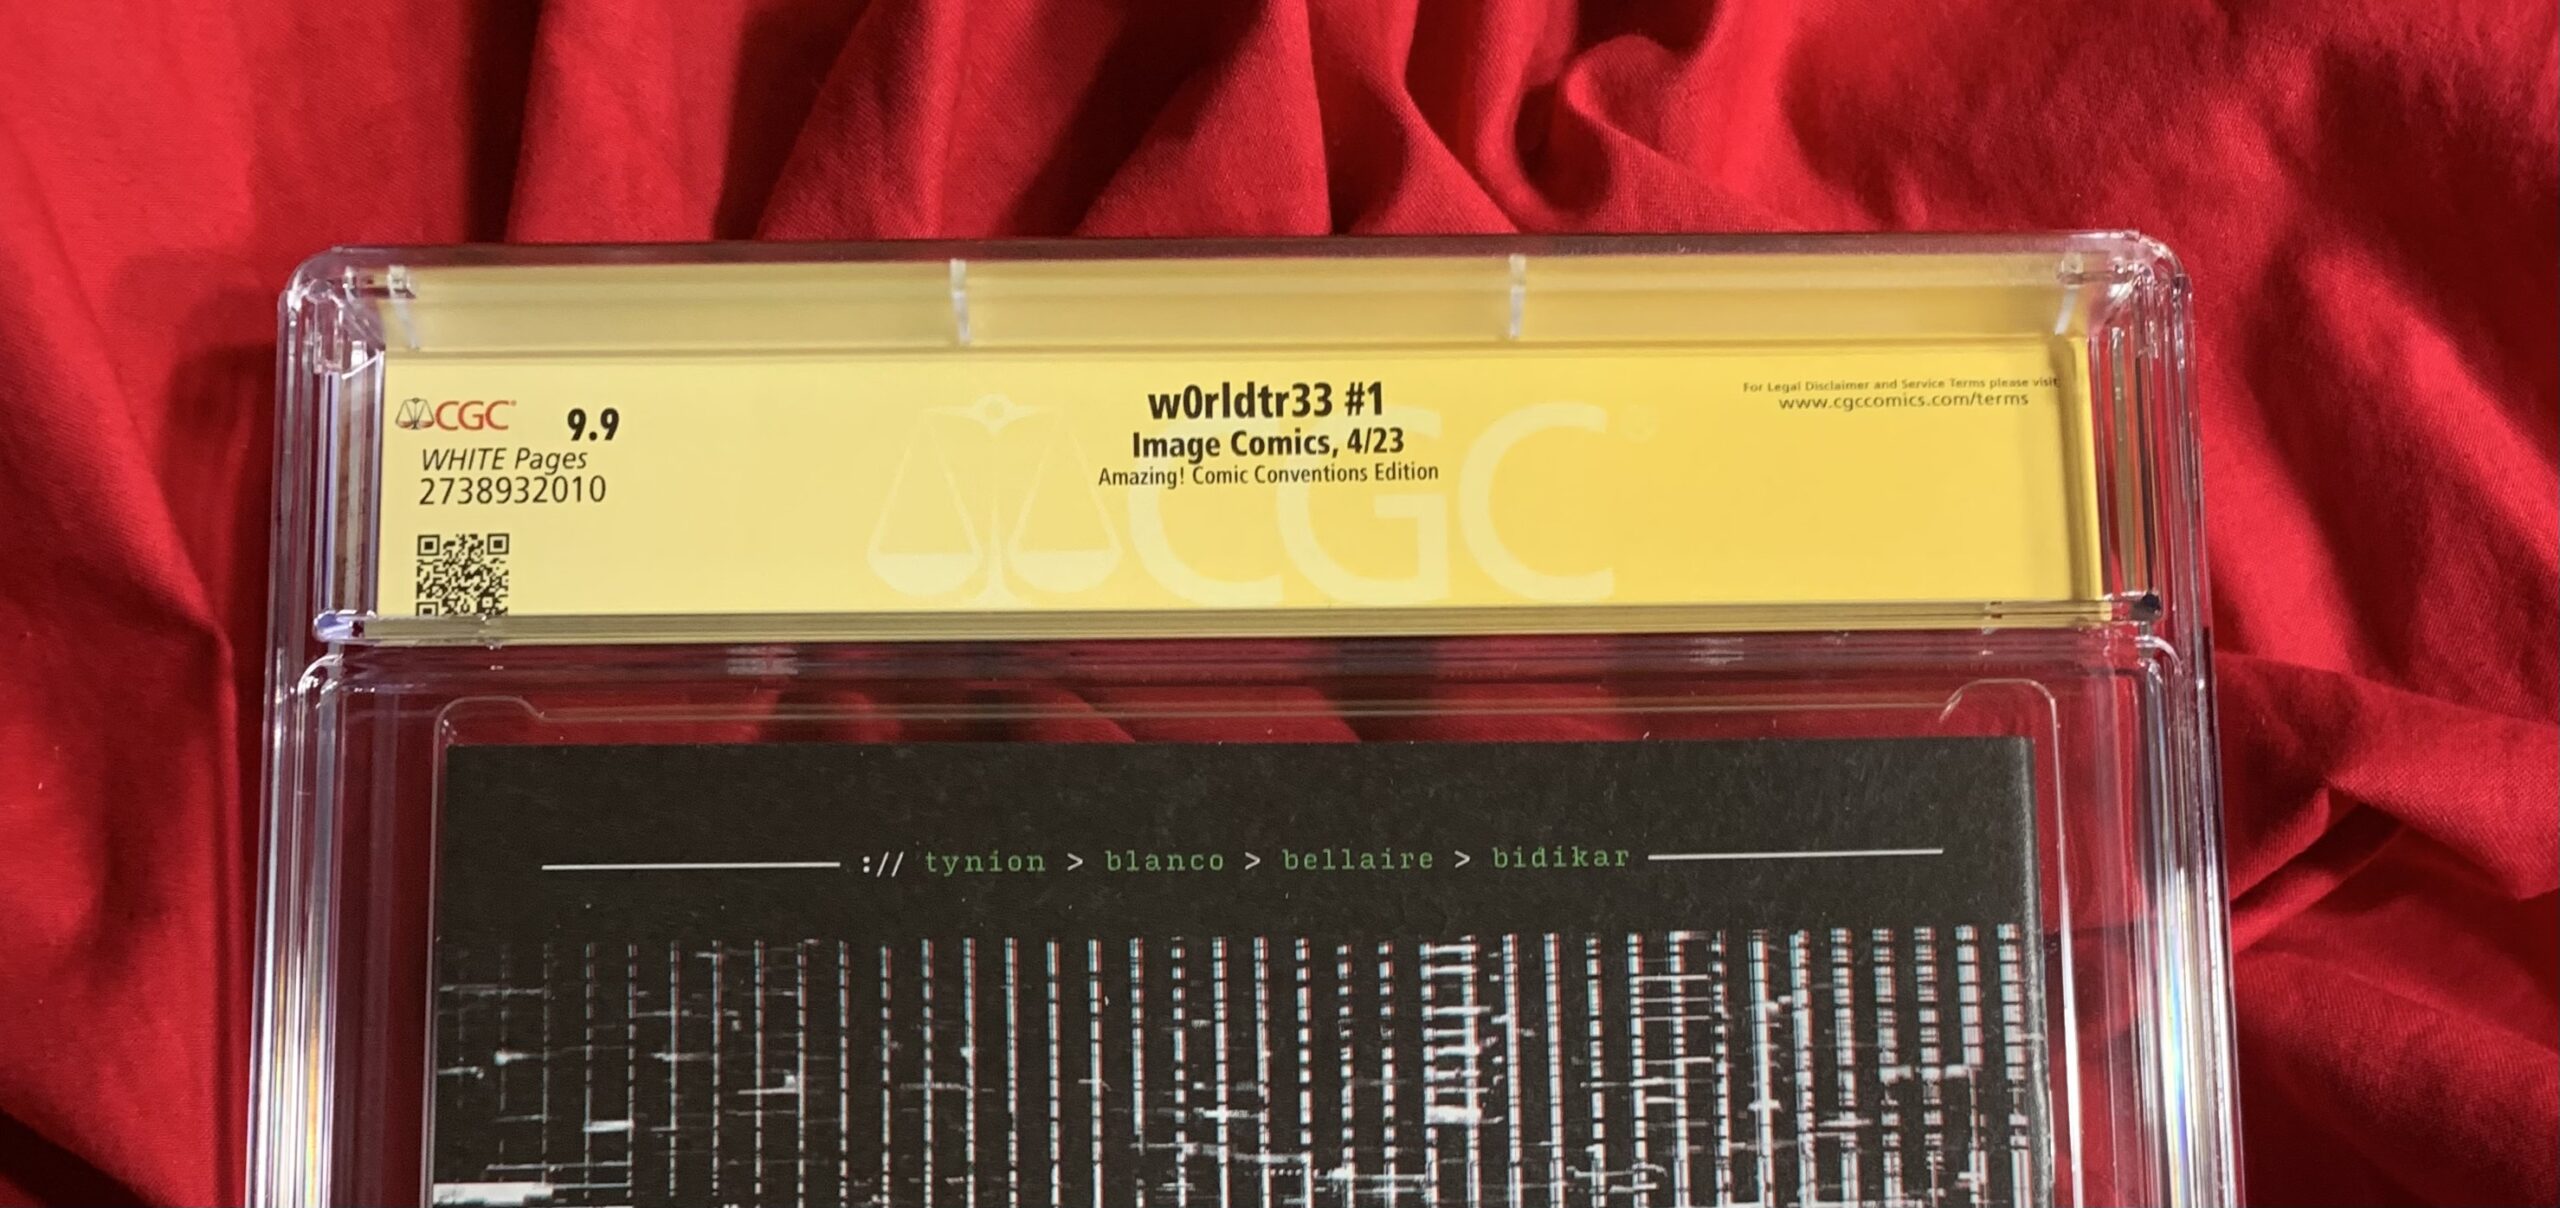 CGC 9.9
WHITE Pages
2738932010
w0rldtr33 #1
Image Comics, 4/23
Amazing! Comic Conventions Edition
For Legal Disclaimer and Service Terms please visit
www.cgccomics.com/terms
CGC
:// tynion > blanco > bellaire > bidikar